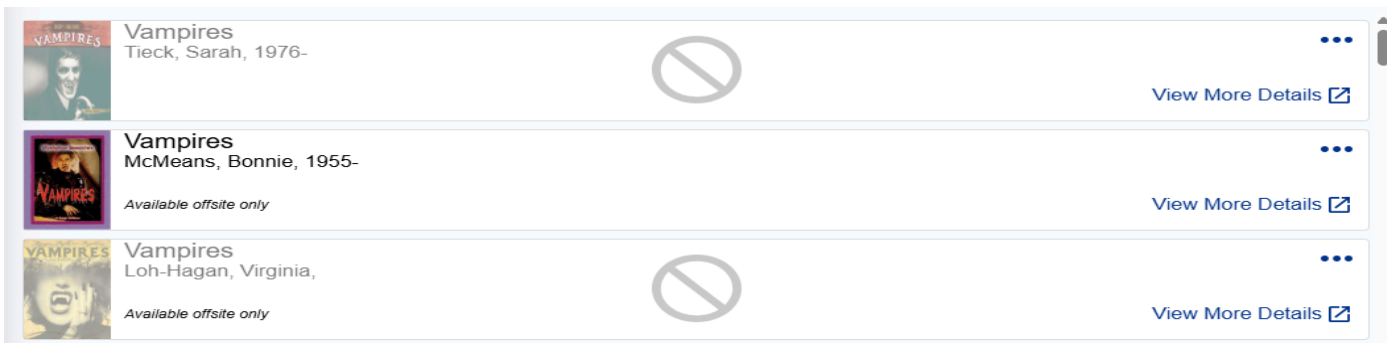 VAMPIRES
Vampires
Tieck, Sarah, 1976-
View More Details
VAMPIRES
Vampires
McMeans, Bonnie, 1955-
Available offsite only
View More Details
VAMPIRES
Vampires
Loh-Hagan, Virginia,
Available offsite only
View More Details